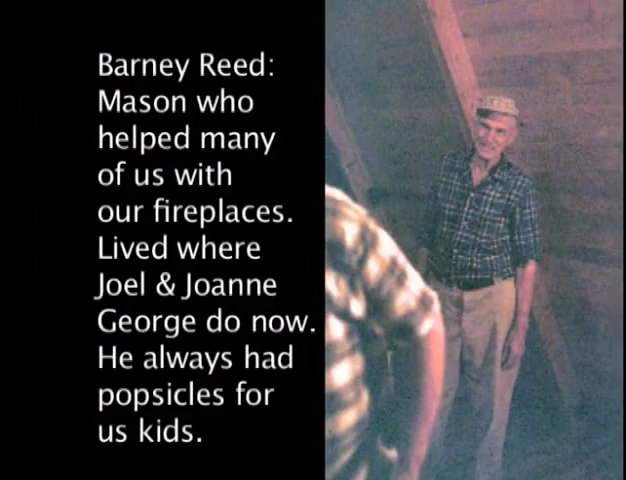 Barney Reed:
Mason who
helped many
of us with
our fireplaces.
Lived where
Joel & Joanne
George do now.
He always had
popsicles for
us kids.